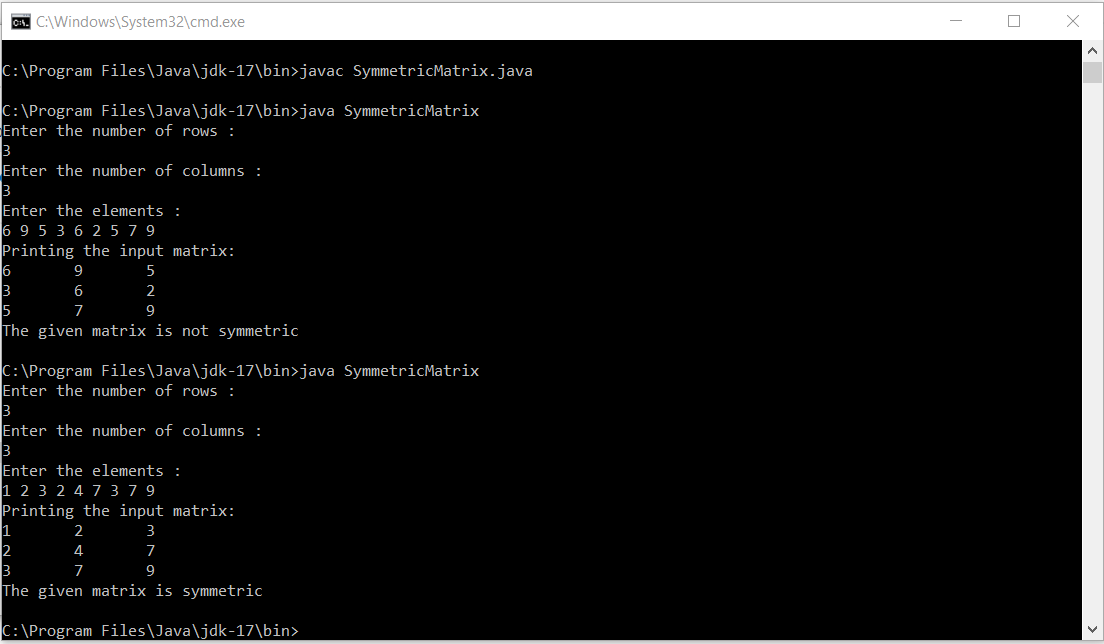 C:\Windows\System32\cmd.exe
C:\Program Files\Java\jdk-17\bin>javac SymmetricMatrix.java
C:\Program Files\Java\jdk-17\bin>java SymmetricMatrix
Enter the number of rows :
3
Enter the number of columns :
3
Enter the elements :
6 9 5 3 6 2 5 7 9
Printing the input matrix:
6 9 5
3 6 2
5 7 9
The given matrix is not symmetric
C:\Program Files\Java\jdk-17\bin>java SymmetricMatrix
Enter the number of rows :
3
Enter the number of columns :
3
Enter the elements :
1 2 3 2 4 7 3 7 9
Printing the input matrix:
1 2 3
2 4 7
3 7 9
The given matrix is symmetric
C:\Program Files\Java\jdk-17\bin>